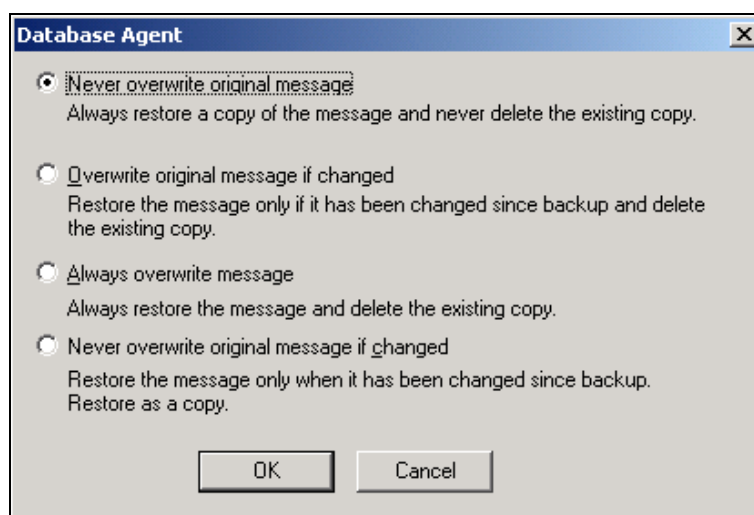 Database Agent
Never overwrite original message
Always restore a copy of the message and never delete the existing copy.
Overwrite original message if changed
Restore the message only if it has been changed since backup and delete
the existing copy.
Always overwrite message
Always restore the message and delete the existing copy.
Never overwrite original message if changed
Restore the message only when it has been changed since backup.
Restore as a copy.
OK
Cancel